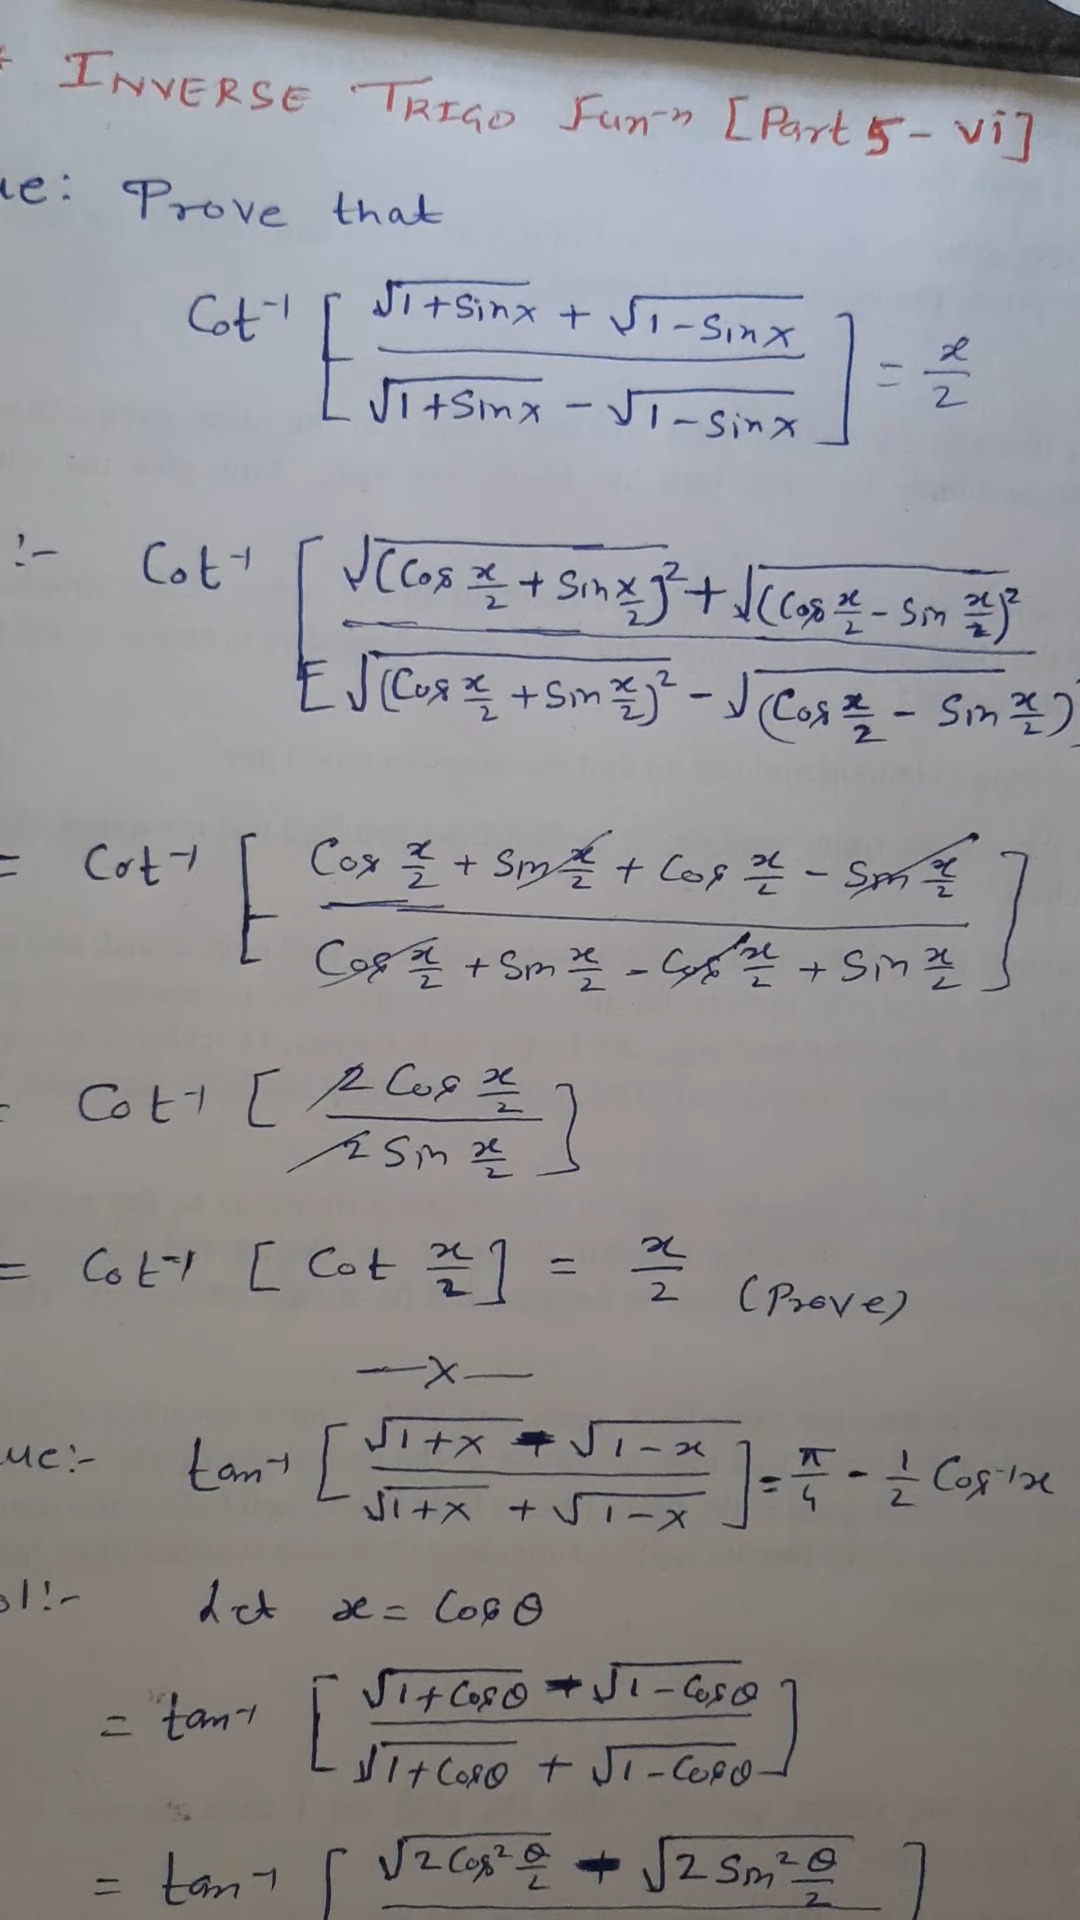 INVERSE TRIGO Fun-n [Part 5 - vi]
ue: Prove that
Cot⁻¹ [ (√1+Sinx + √1-Sinx) / (√1+Sinx - √1-Sinx) ] = x/2
:- Cot⁻¹ [ (√(Cos x/2 + Sin x/2)² + √(Cos x/2 - Sin x/2)²) / (√(Cos x/2 + Sin x/2)² - √(Cos x/2 - Sin x/2)
= Cot⁻¹ [ (Cos x/2 + Sin x/2 + Cos x/2 - Sin x/2) / (Cos x/2 + Sin x/2 - Cos x/2 + Sin x/2) ]
= Cot⁻¹ [ (2 Cos x/2) / (2 Sin x/2) ]
= Cot⁻¹ [ Cot x/2 ] = x/2 (Prove)
—x—
ue:- tan⁻¹ [ (√1+x - √1-x) / (√1+x + √1-x) ] = π/4 - 1/2 Cos⁻¹x
ol:- Let x = Cosθ
= tan⁻¹ [ (√1+Cosθ - √1-Cosθ) / (√1+Cosθ + √1-Cosθ) ]
= tan⁻¹ [ √2Cos² θ/2 - √2Sin² θ/2 ]